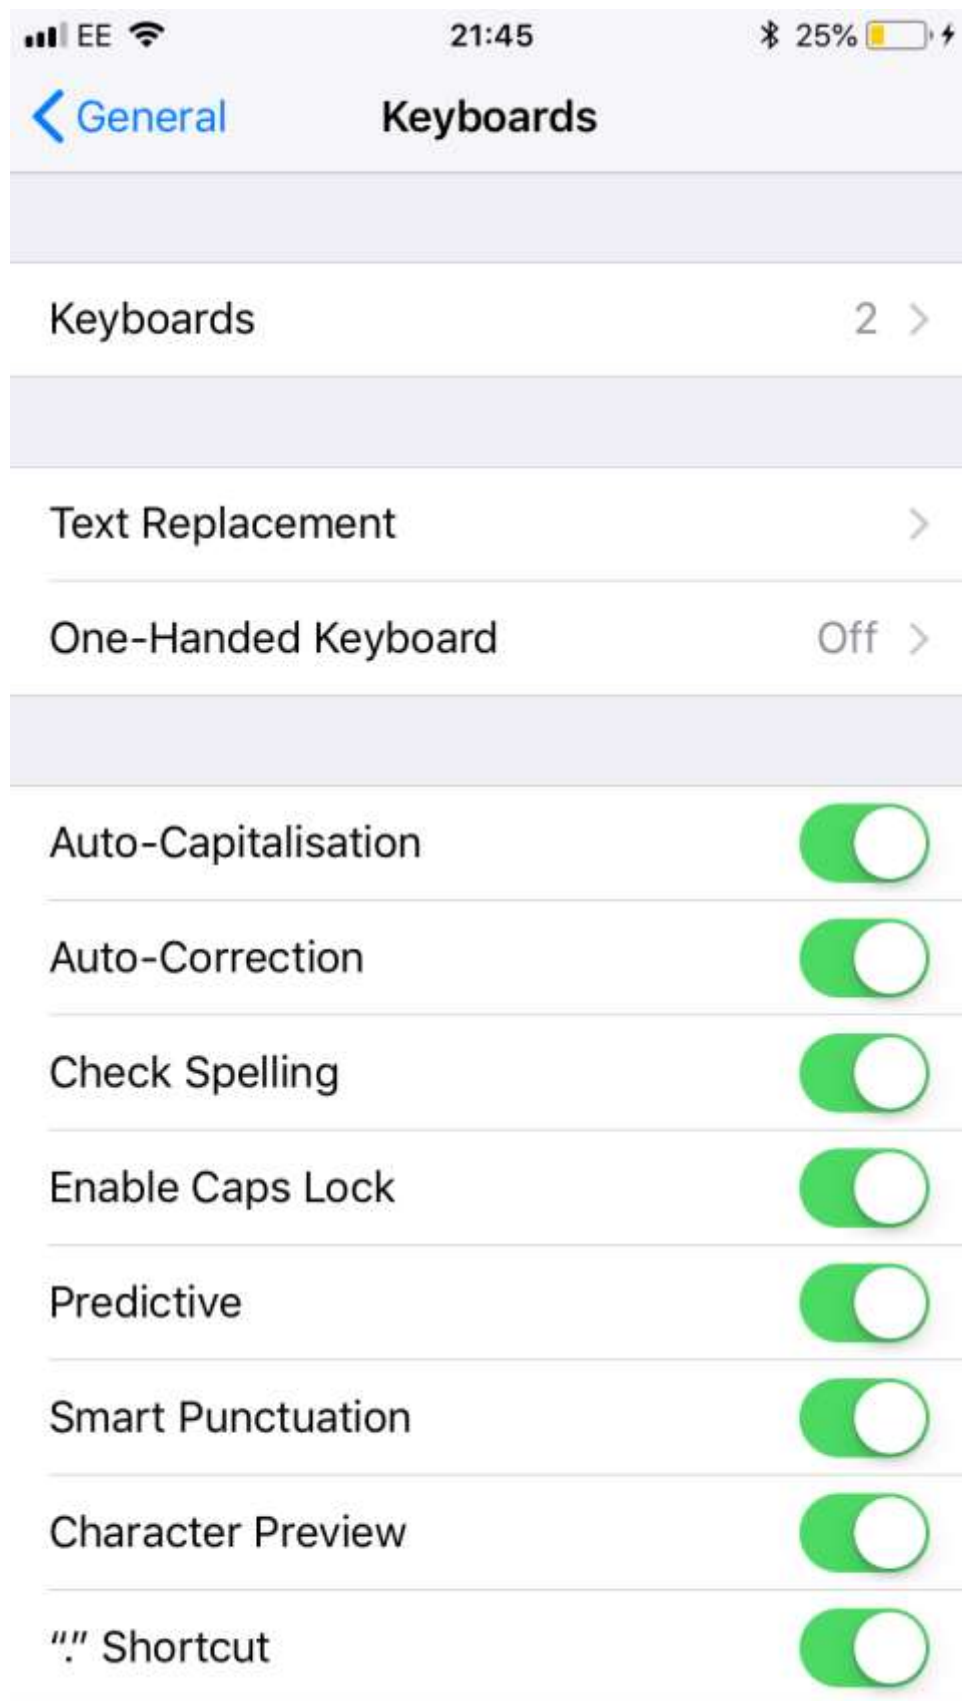 EE 21:45 25%
General Keyboards
Keyboards 2
Text Replacement
One-Handed Keyboard Off
Auto-Capitalisation
Auto-Correction
Check Spelling
Enable Caps Lock
Predictive
Smart Punctuation
Character Preview
“.” Shortcut